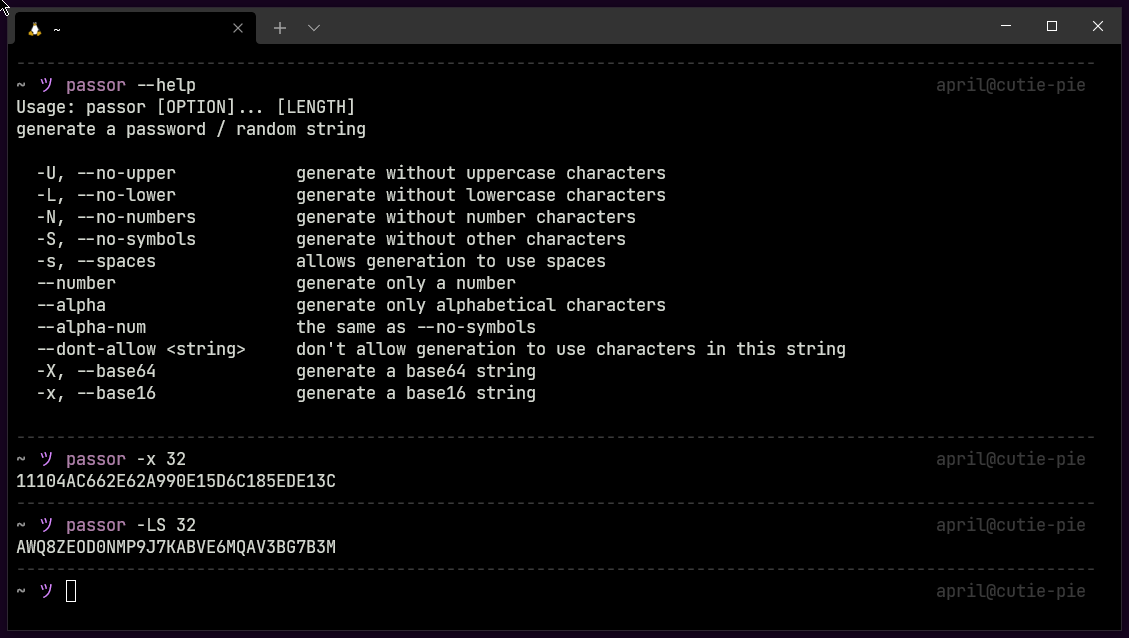 ~
~ ツ passor --help april@cutie-pie
Usage: passor [OPTION]... [LENGTH]
generate a password / random string
-U, --no-upper generate without uppercase characters
-L, --no-lower generate without lowercase characters
-N, --no-numbers generate without number characters
-S, --no-symbols generate without other characters
-s, --spaces allows generation to use spaces
--number generate only a number
--alpha generate only alphabetical characters
--alpha-num the same as --no-symbols
--dont-allow <string> don't allow generation to use characters in this string
-X, --base64 generate a base64 string
-x, --base16 generate a base16 string
~ ツ passor -x 32 april@cutie-pie
11104AC662E62A990E15D6C185EDE13C
~ ツ passor -LS 32 april@cutie-pie
AWQ8ZEOD0NMP9J7KABVE6MQAV3BG7B3M
~ ツ april@cutie-pie